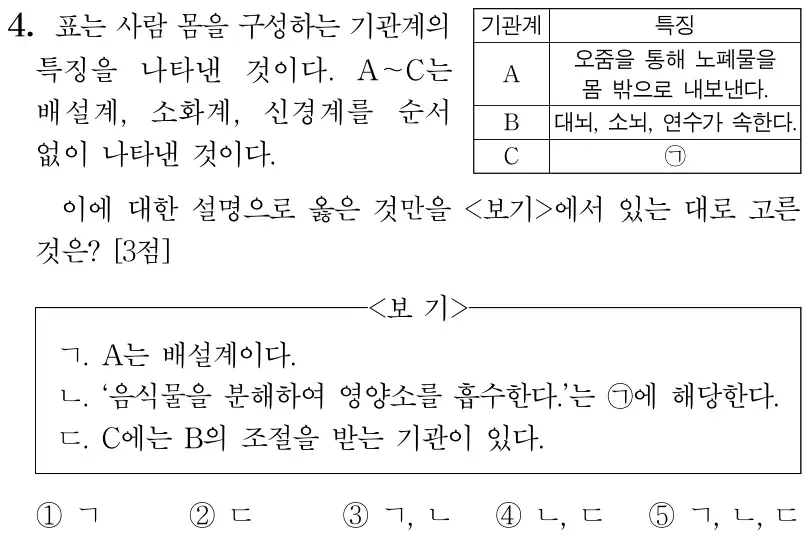 4. 표는 사람 몸을 구성하는 기관계의
특징을 나타낸 것이다. A~C는
배설계, 소화계, 신경계를 순서
없이 나타낸 것이다.
기관계 특징
A 오줌을 통해 노폐물을
몸 밖으로 내보낸다.
B 대뇌, 소뇌, 연수가 속한다.
C ㉠
이에 대한 설명으로 옳은 것만을 <보기>에서 있는 대로 고른
것은? [3점]
<보 기>
ㄱ. A는 배설계이다.
ㄴ. ‘음식물을 분해하여 영양소를 흡수한다.’는 ㉠에 해당한다.
ㄷ. C에는 B의 조절을 받는 기관이 있다.
① ㄱ ② ㄷ ③ ㄱ, ㄴ ④ ㄴ, ㄷ ⑤ ㄱ, ㄴ, ㄷ